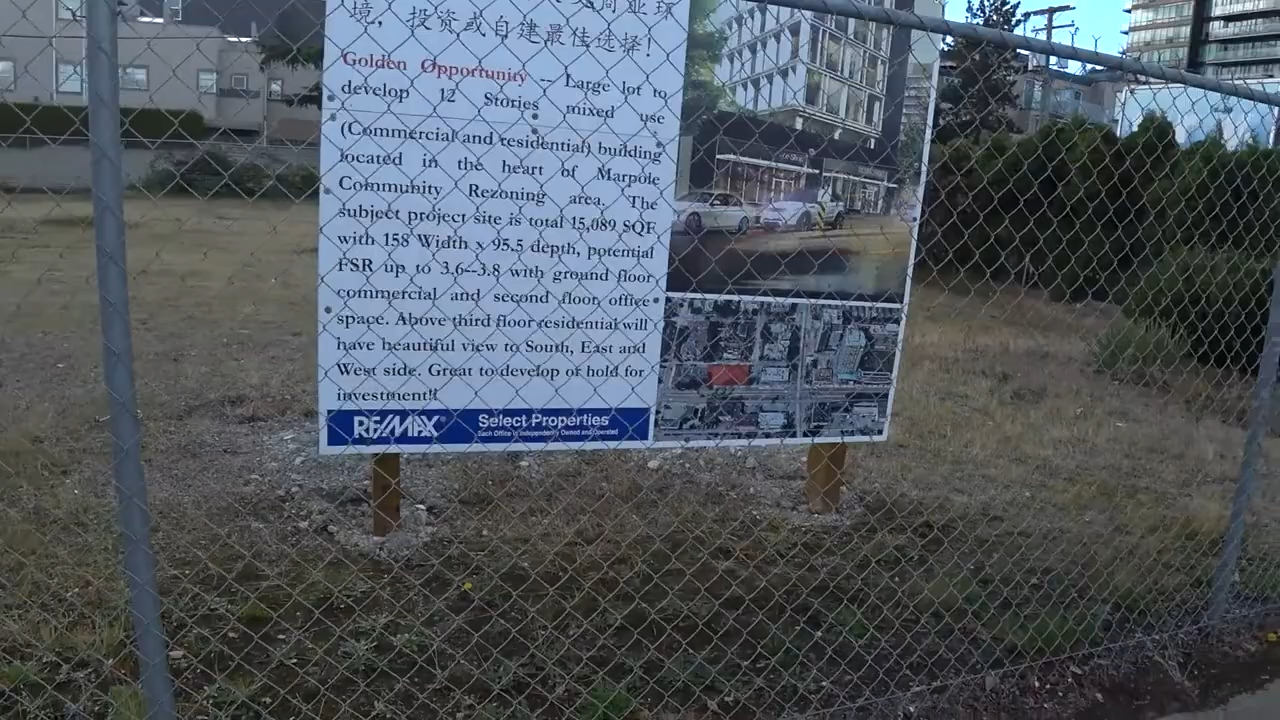 境，投资或自建最佳选择！
Golden Opportunity -- Large lot to
develop 12 Stories mixed use
(Commercial and residential) building
located in the heart of Marpole
Community Rezoning area. The
subject project site is total 15,089 SQF
with 158 Width x 95.5 depth, potential
FSR up to 3.6--3.8 with ground floor
commercial and second floor office
space. Above third floor residential will
have beautiful view to South, East and
West side. Great to develop or hold for
investment!!
RE/MAX Select Properties
Each Office is Independently Owned and Operated